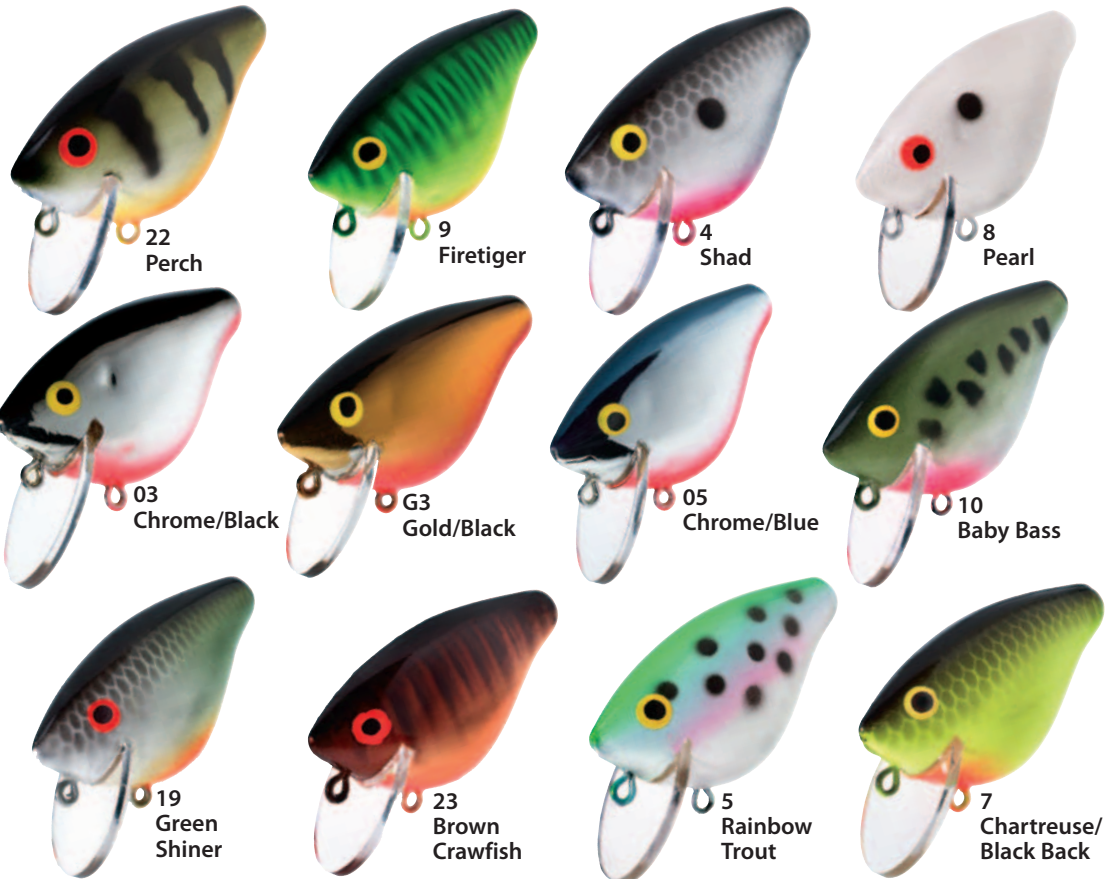 22
Perch
9
Firetiger
4
Shad
8
Pearl
03
Chrome/Black
G3
Gold/Black
05
Chrome/Blue
10
Baby Bass
19
Green
Shiner
23
Brown
Crawfish
5
Rainbow
Trout
7
Chartreuse/
Black Back